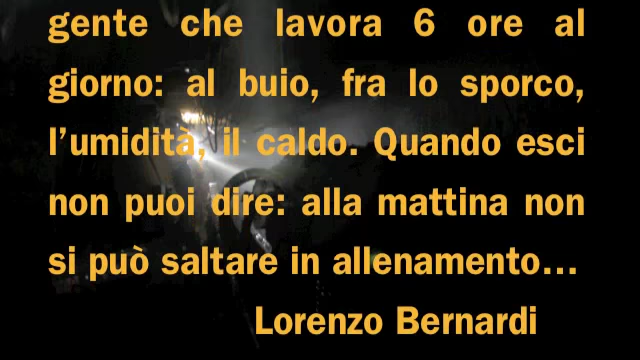 gente che lavora 6 ore al
giorno: al buio, fra lo sporco,
l’umidità, il caldo. Quando esci
non puoi dire: alla mattina non
si può saltare in allenamento…
Lorenzo Bernardi